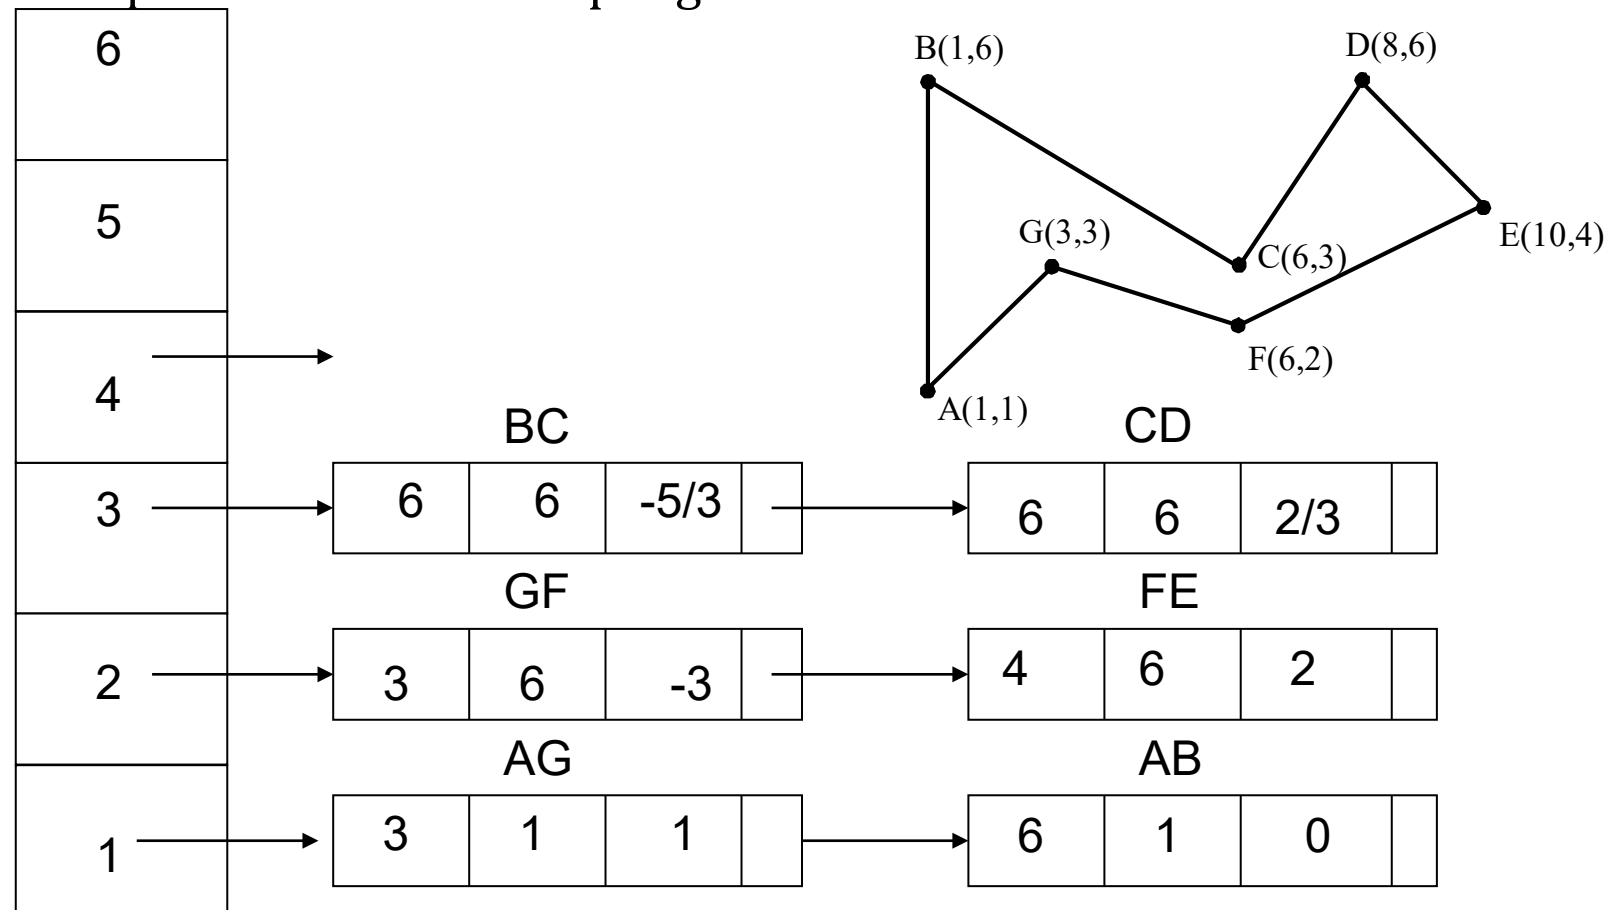 6
B(1,6)
D(8,6)
5
G(3,3)
C(6,3)
E(10,4)
4
F(6,2)
A(1,1)
BC CD
3 6 6 -5/3 6 6 2/3
GF FE
2 3 6 -3 4 6 2
AG AB
1 3 1 1 6 1 0